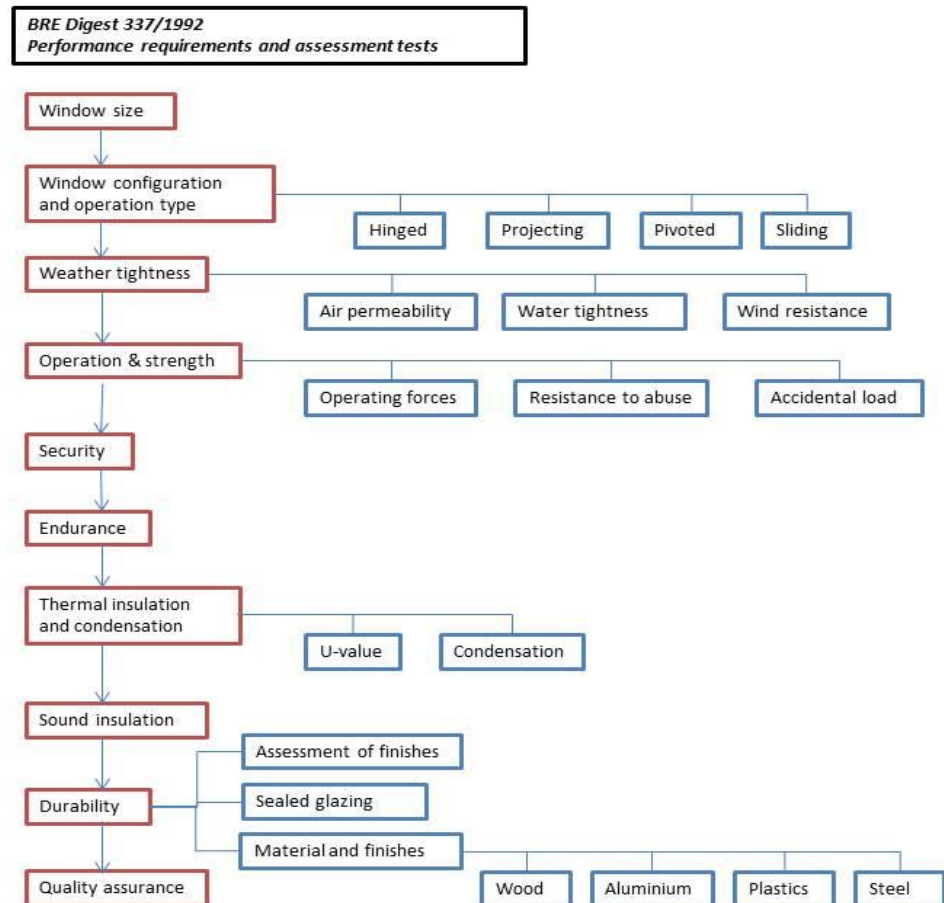 BRE Digest 337/1992
Performance requirements and assessment tests
Window size
Window configuration
and operation type
Hinged
Projecting
Pivoted
Sliding
Weather tightness
Air permeability
Water tightness
Wind resistance
Operation & strength
Operating forces
Resistance to abuse
Accidental load
Security
Endurance
Thermal insulation
and condensation
U-value
Condensation
Sound insulation
Assessment of finishes
Durability
Sealed glazing
Material and finishes
Quality assurance
Wood
Aluminium
Plastics
Steel